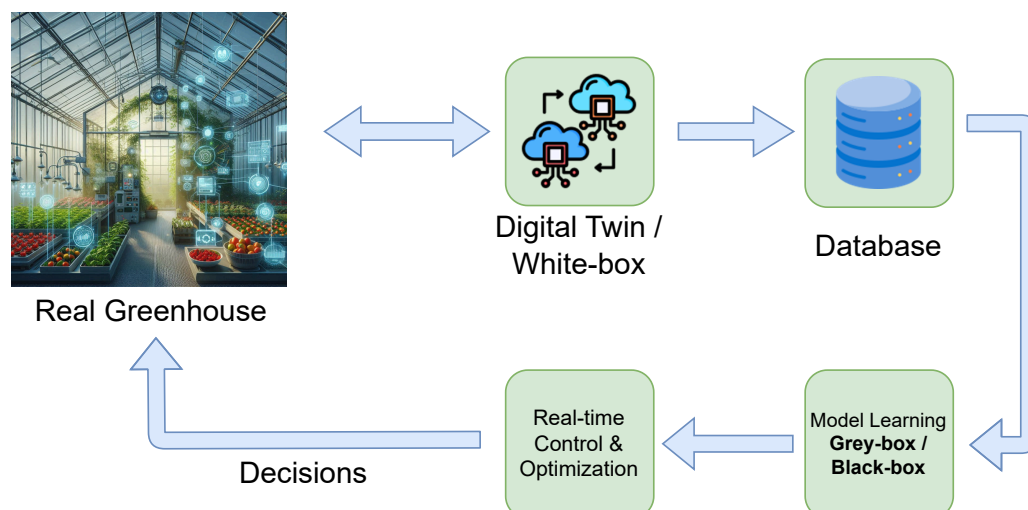 Real Greenhouse
Digital Twin /
White-box
Database
Decisions
Real-time
Control &
Optimization
Model Learning
Grey-box /
Black-box